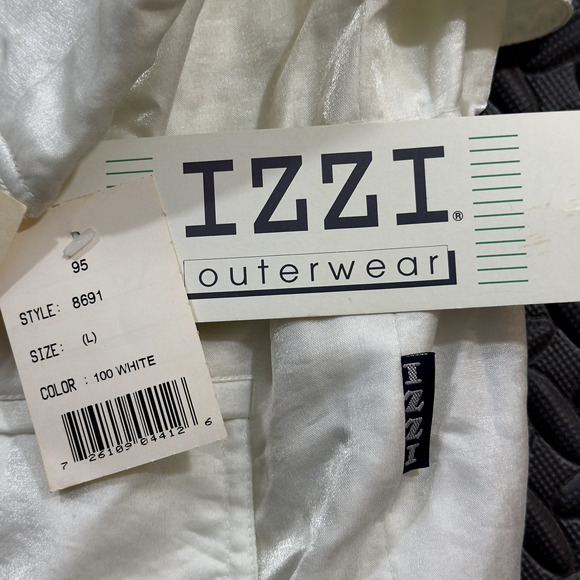 IZZI®
outerwear
95
STYLE: 8691
SIZE: (L)
COLOR : 100 WHITE
7 26109 04412 6
IZZI